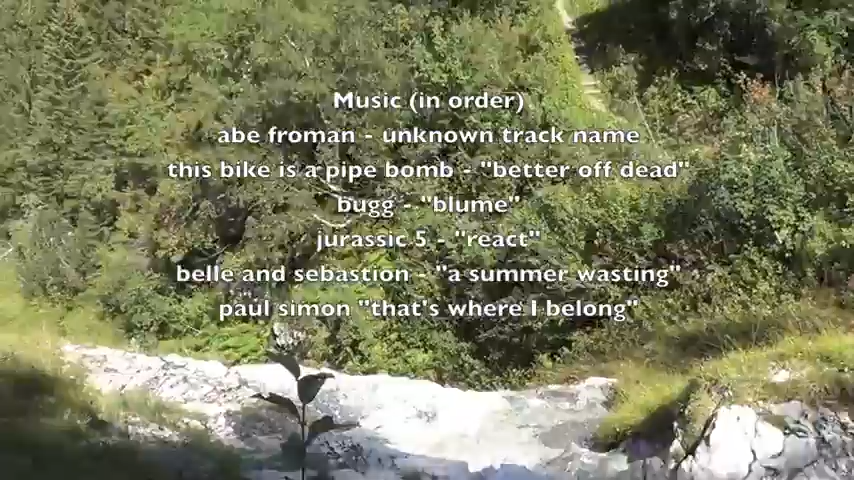 Music (in order)
abe froman - unknown track name
this bike is a pipe bomb - "better off dead"
bugg - "blume"
jurassic 5 - "react"
belle and sebastion - "a summer wasting"
paul simon "that's where I belong"